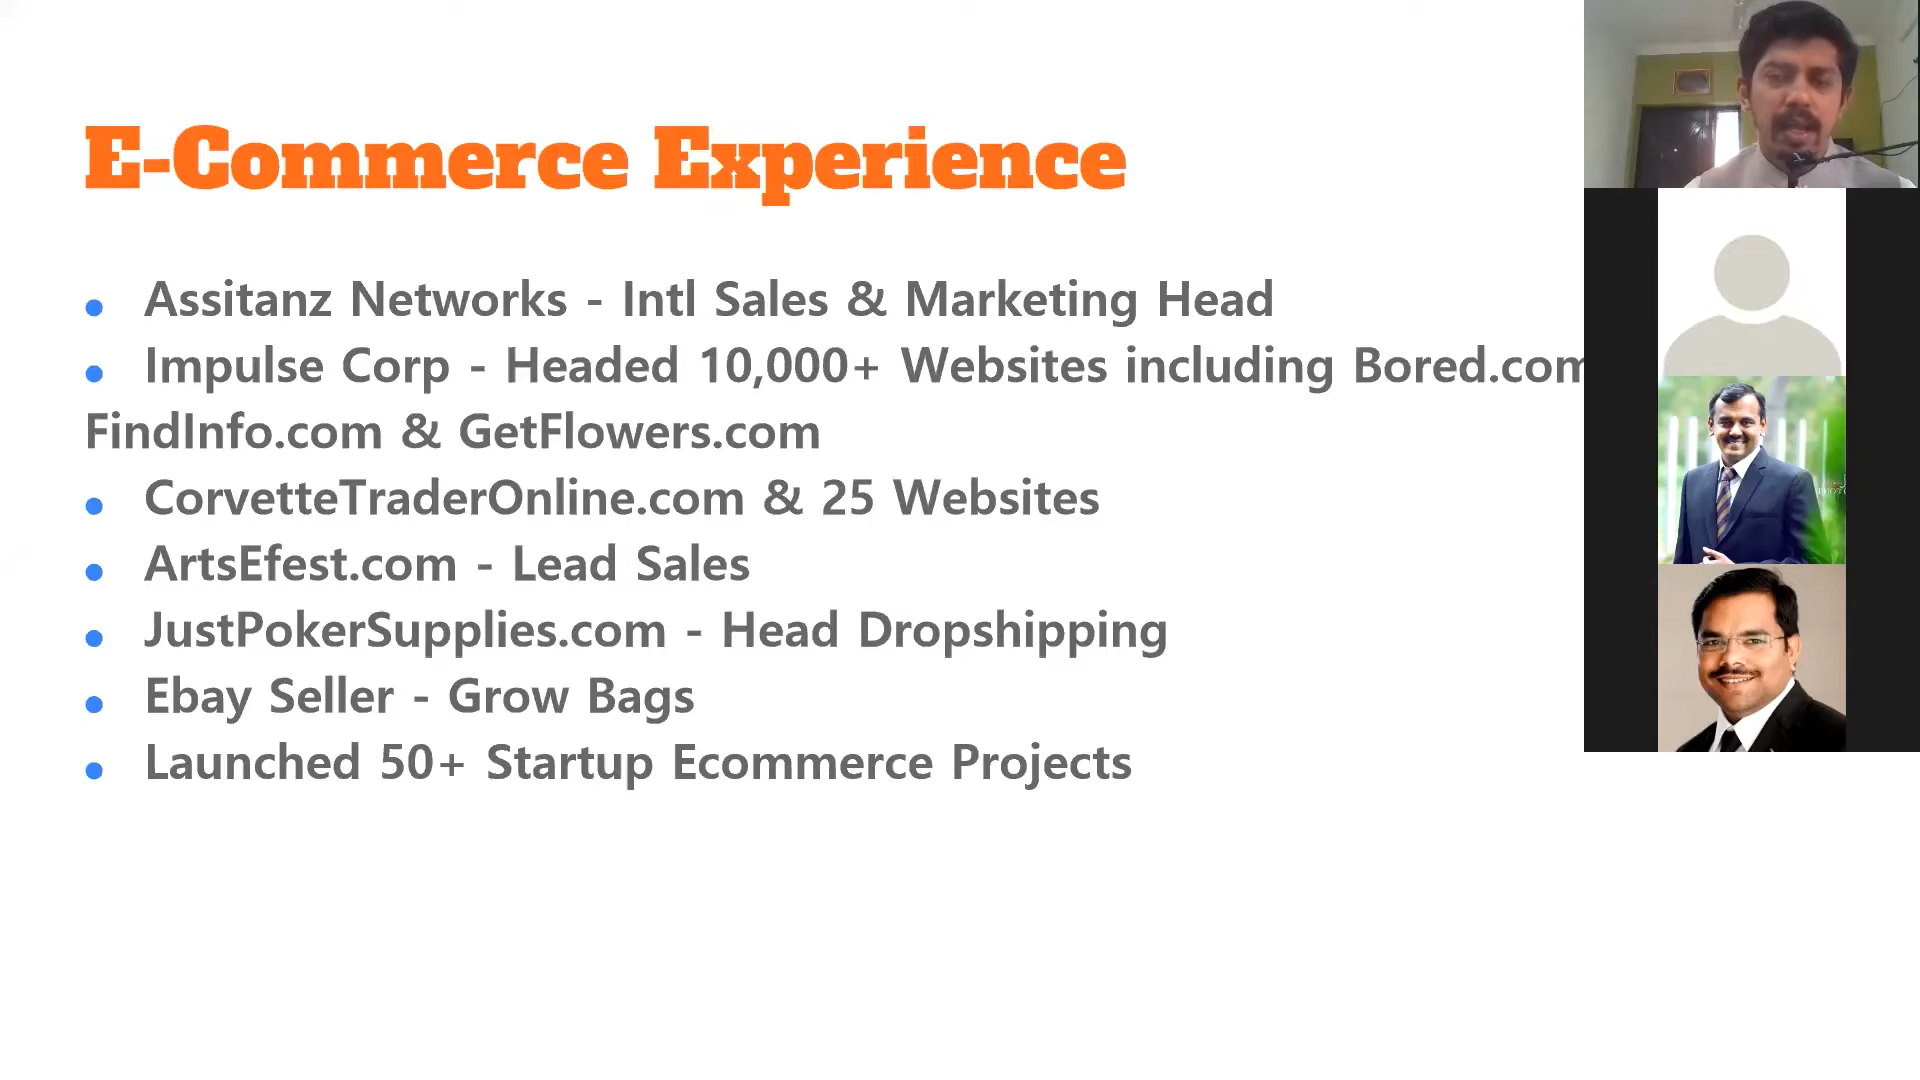 E-Commerce Experience
• Assitanz Networks - Intl Sales & Marketing Head
• Impulse Corp - Headed 10,000+ Websites including Bored.com
FindInfo.com & GetFlowers.com
• CorvetteTraderOnline.com & 25 Websites
• ArtsEfest.com - Lead Sales
• JustPokerSupplies.com - Head Dropshipping
• Ebay Seller - Grow Bags
• Launched 50+ Startup Ecommerce Projects